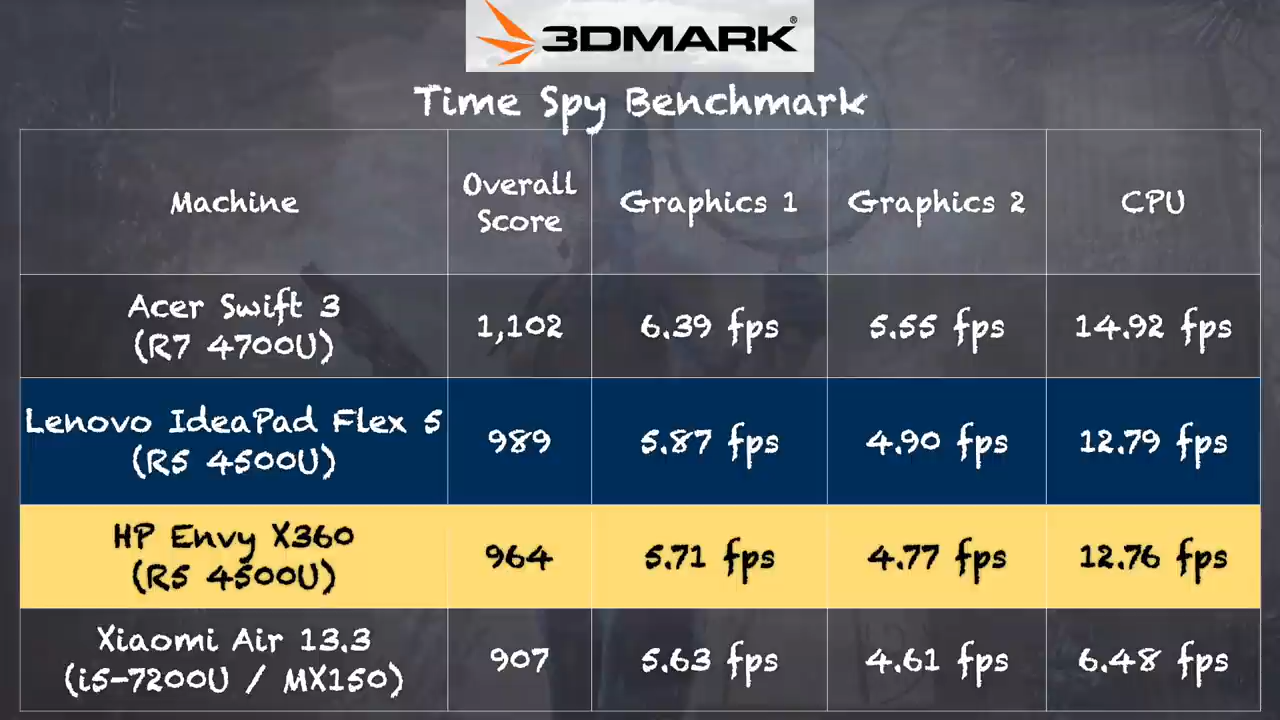 3DMARK®
Time Spy Benchmark
Machine
Overall
Score
Graphics 1
Graphics 2
CPU
Acer Swift 3
(R7 4700U)
1,102
6.39 fps
5.55 fps
14.92 fps
Lenovo IdeaPad Flex 5
(R5 4500U)
989
5.87 fps
4.90 fps
12.79 fps
HP Envy X360
(R5 4500U)
964
5.71 fps
4.77 fps
12.76 fps
Xiaomi Air 13.3
(i5-7200U / MX150)
907
5.63 fps
4.61 fps
6.48 fps